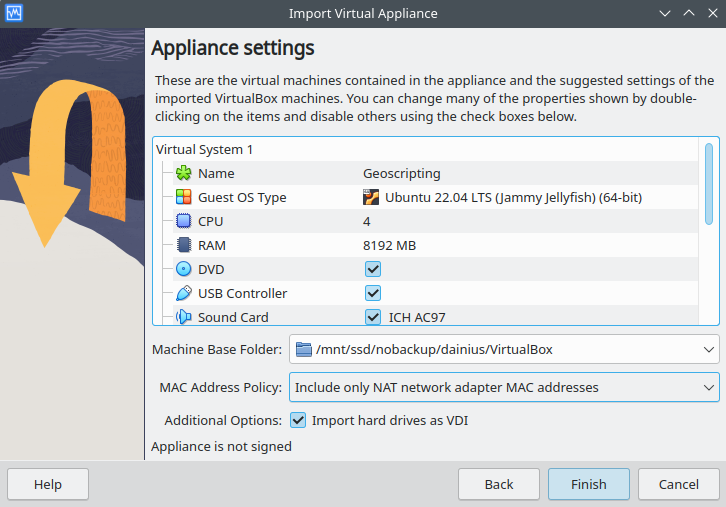 Import Virtual Appliance
Appliance settings
These are the virtual machines contained in the appliance and the suggested settings of the
imported VirtualBox machines. You can change many of the properties shown by double-
clicking on the items and disable others using the check boxes below.
Virtual System 1
Name Geoscripting
Guest OS Type Ubuntu 22.04 LTS (Jammy Jellyfish) (64-bit)
CPU 4
RAM 8192 MB
DVD
USB Controller
Sound Card ICH AC97
Machine Base Folder: /mnt/ssd/nobackup/dainius/VirtualBox
MAC Address Policy: Include only NAT network adapter MAC addresses
Additional Options: Import hard drives as VDI
Appliance is not signed
Help Back Finish Cancel